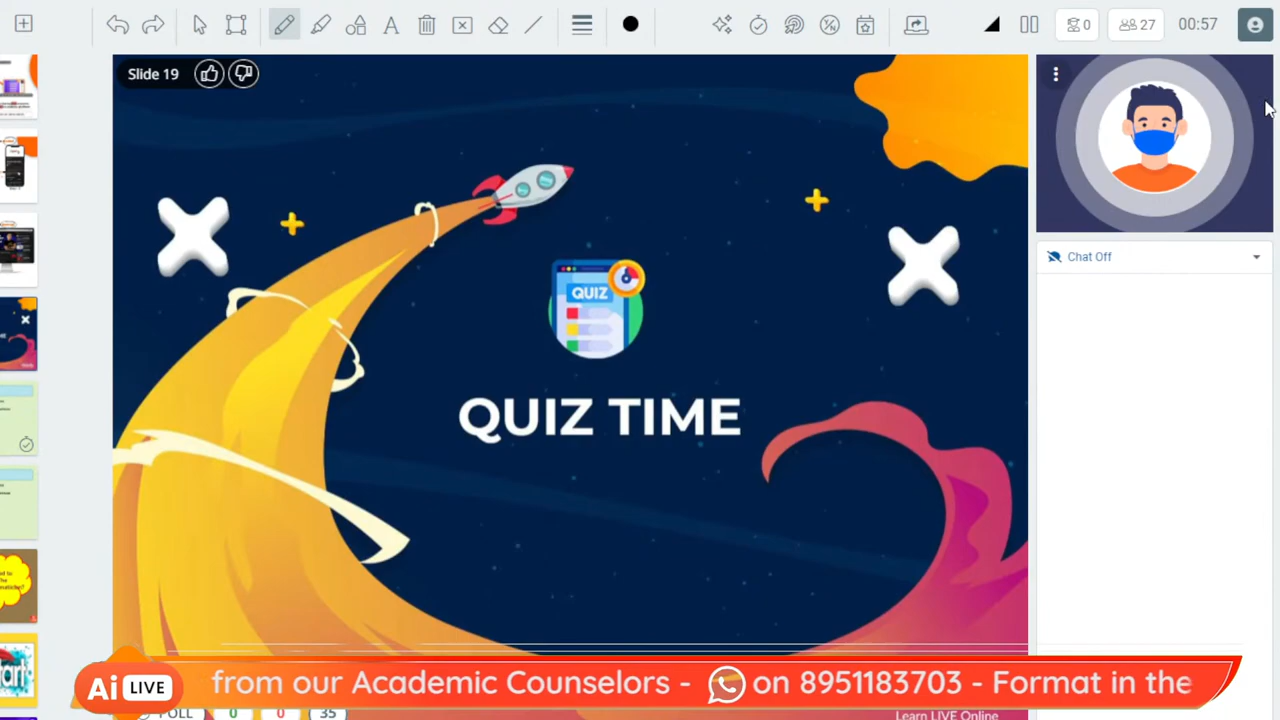 0
27
00:57
Slide 19
Chat Off
QUIZ
QUIZ TIME
Ai LIVE
from our Academic Counselors - on 8951183703 - Format in the
POLL 0 0 35
Learn LIVE Online